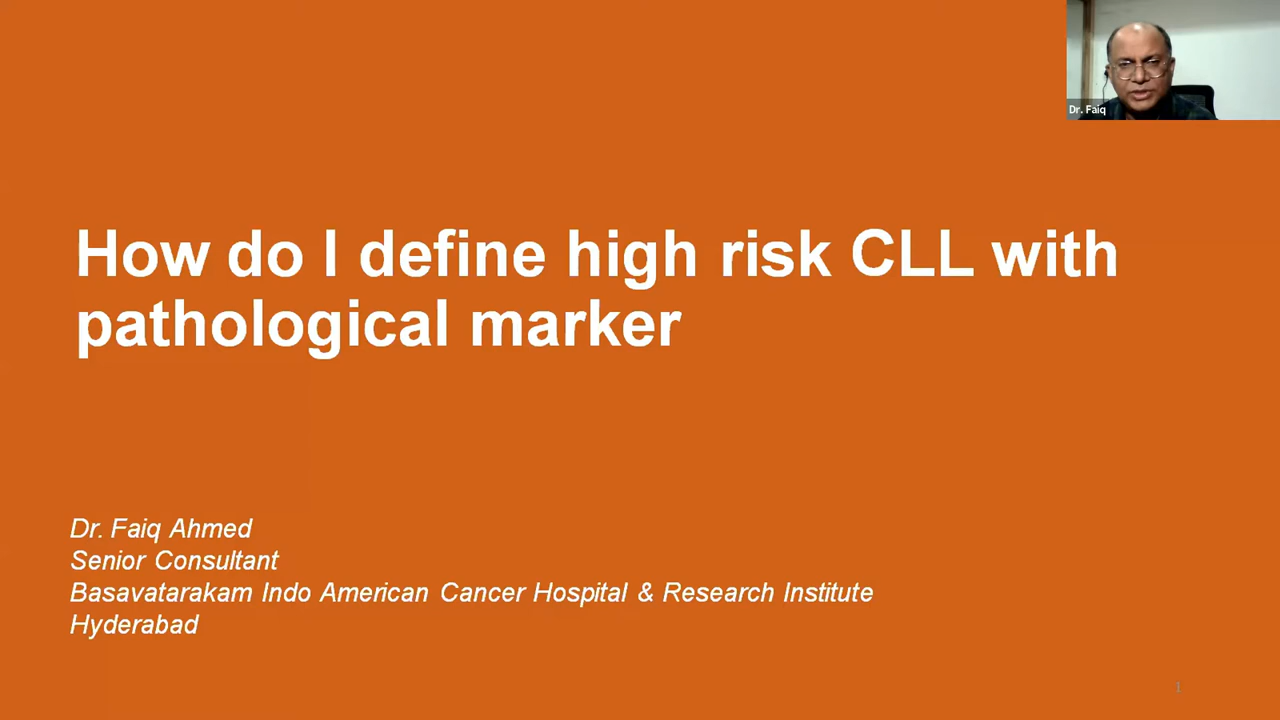 Dr. Faiq
How do I define high risk CLL with
pathological marker
Dr. Faiq Ahmed
Senior Consultant
Basavatarakam Indo American Cancer Hospital & Research Institute
Hyderabad
1